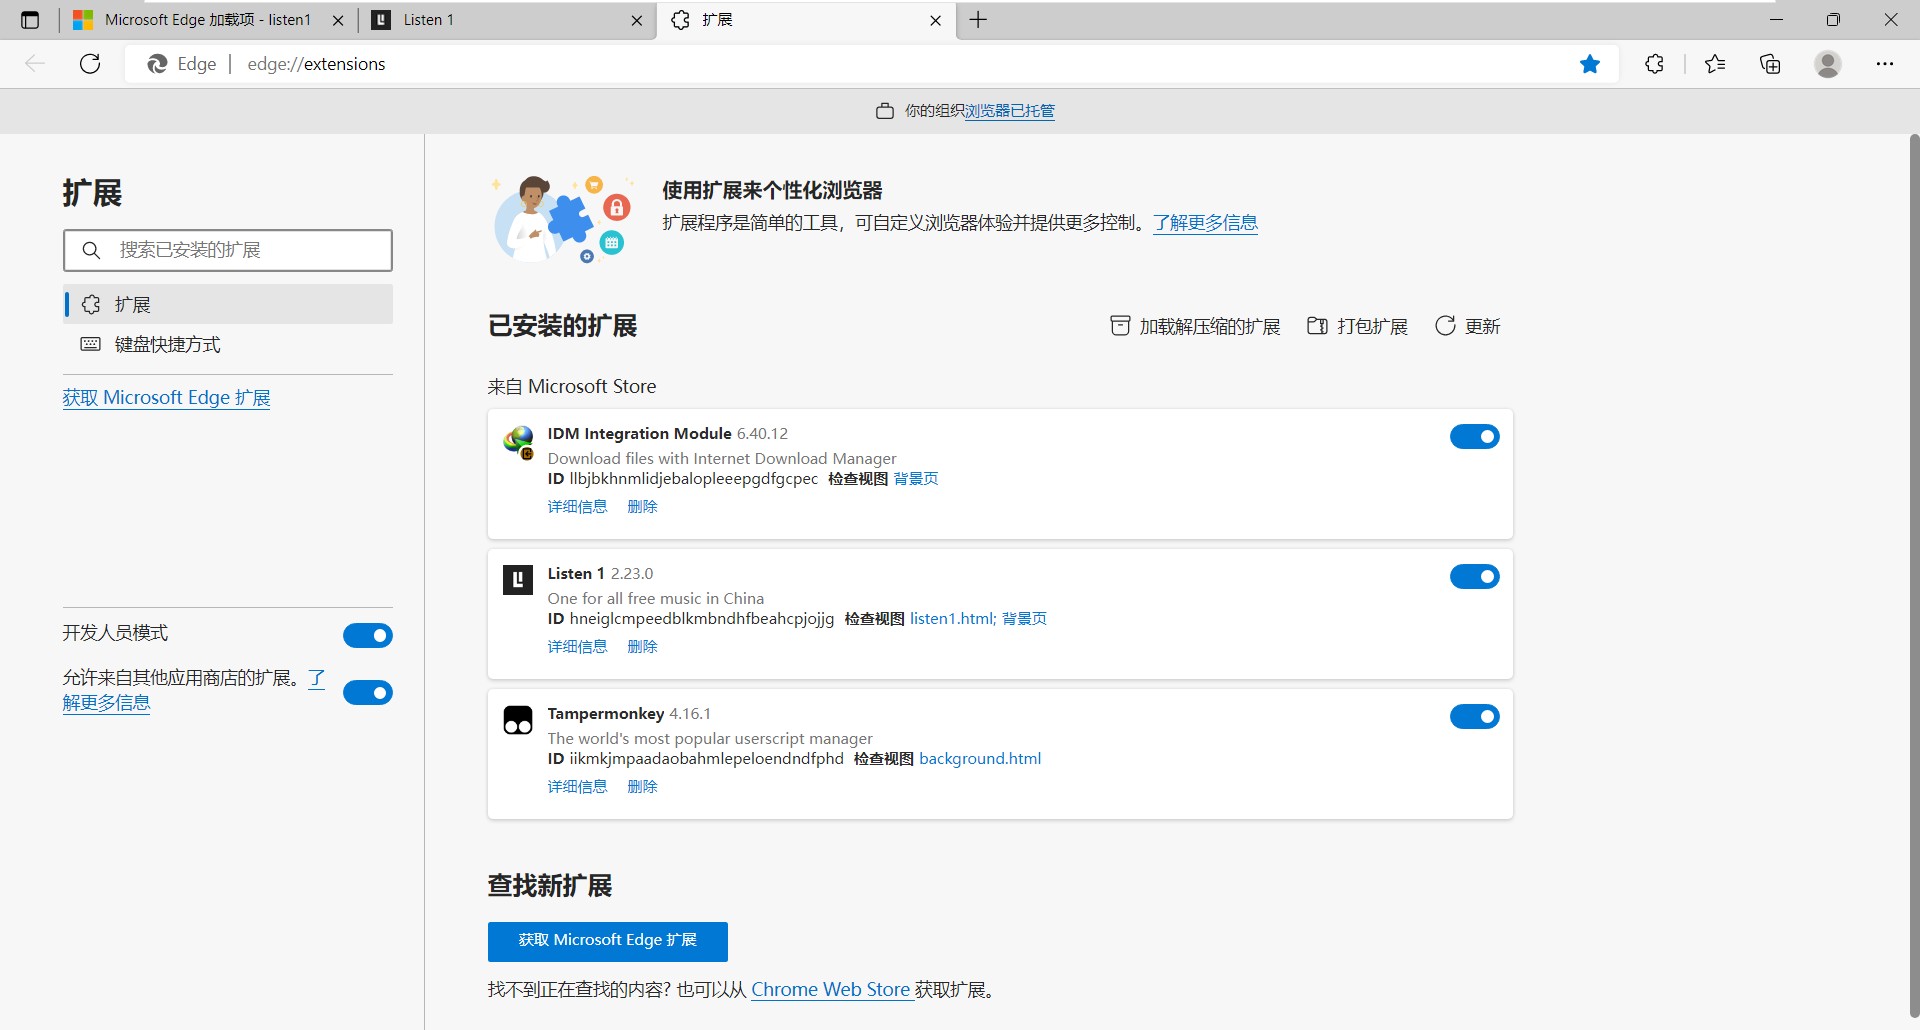 Microsoft Edge 加载项 - listen1
Listen 1
扩展
Edge
edge://extensions
你的组织浏览器已托管
扩展
搜索已安装的扩展
扩展
键盘快捷方式
获取 Microsoft Edge 扩展
开发人员模式
允许来自其他应用商店的扩展。了
解更多信息
使用扩展来个性化浏览器
扩展程序是简单的工具，可自定义浏览器体验并提供更多控制。 了解更多信息
已安装的扩展
加载解压缩的扩展
打包扩展
更新
来自 Microsoft Store
IDM Integration Module 6.40.12
Download files with Internet Download Manager
ID llbjbkhnmlidjebalopleeepgdfgcpec 检查视图 背景页
详细信息 删除
Listen 1 2.23.0
One for all free music in China
ID hneiglcmpeedblkmbndhfbeahcpjojjg 检查视图 listen1.html; 背景页
详细信息 删除
Tampermonkey 4.16.1
The world's most popular userscript manager
ID iikmkjmpaadaobahmlepeloendndfphd 检查视图 background.html
详细信息 删除
查找新扩展
获取 Microsoft Edge 扩展
找不到正在查找的内容? 也可以从 Chrome Web Store 获取扩展。